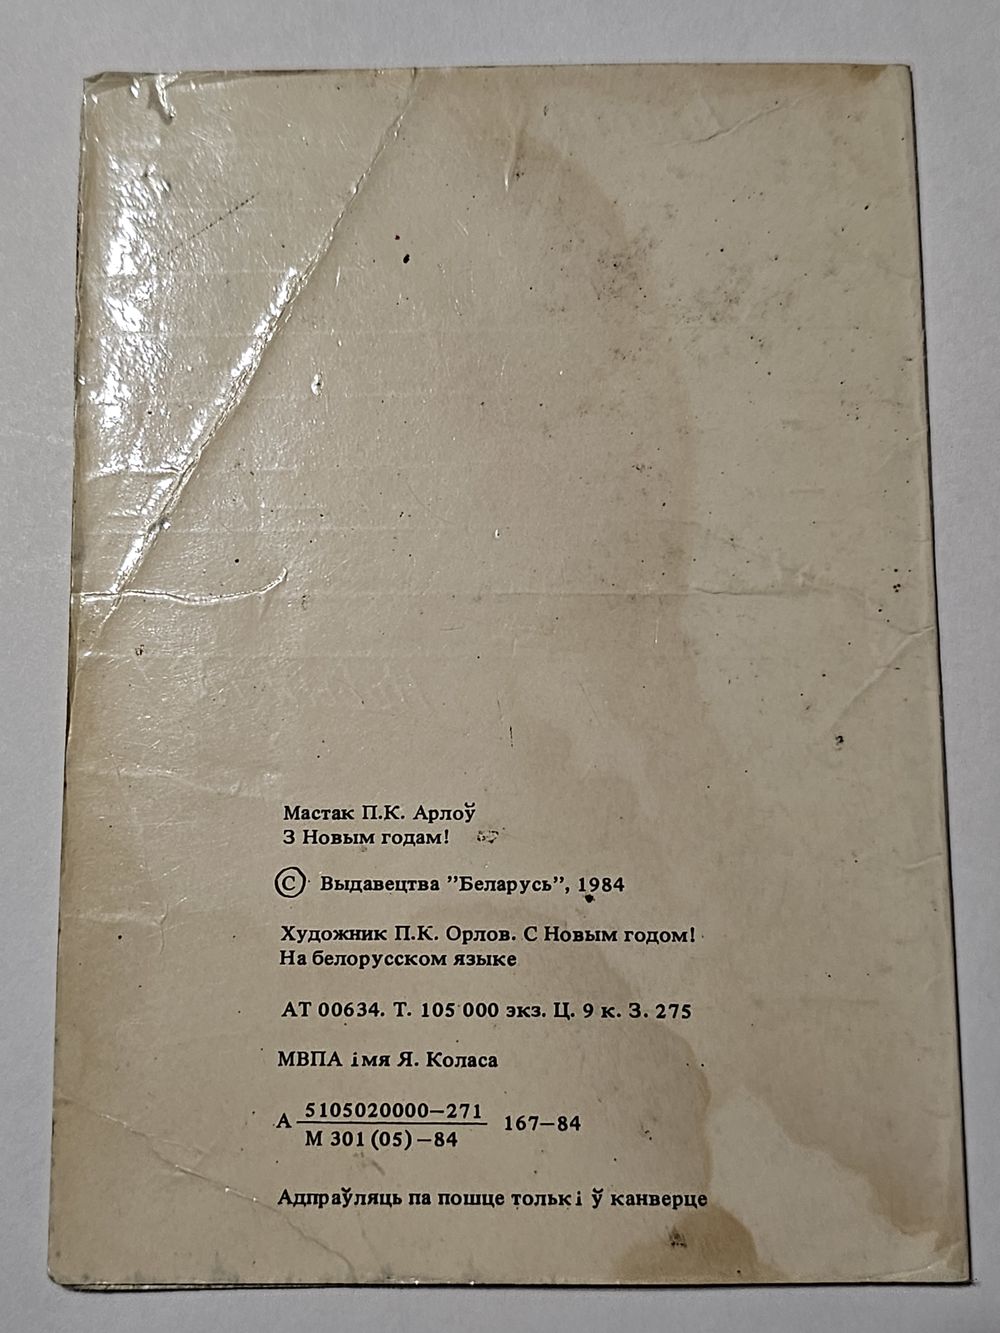 Мастак П.К. Арлоў
З Новым годам!
© Выдавецтва ”Беларусь”, 1984
Художник П.К. Орлов. С Новым годом!
На белорусском языке
АТ 00634. Т. 105 000 экз. Ц. 9 к. З. 275
МВПА імя Я. Коласа
А 5105020000—271 167—84
М 301 (05) —84
Адпраўляць па пошце толькі ў канверце